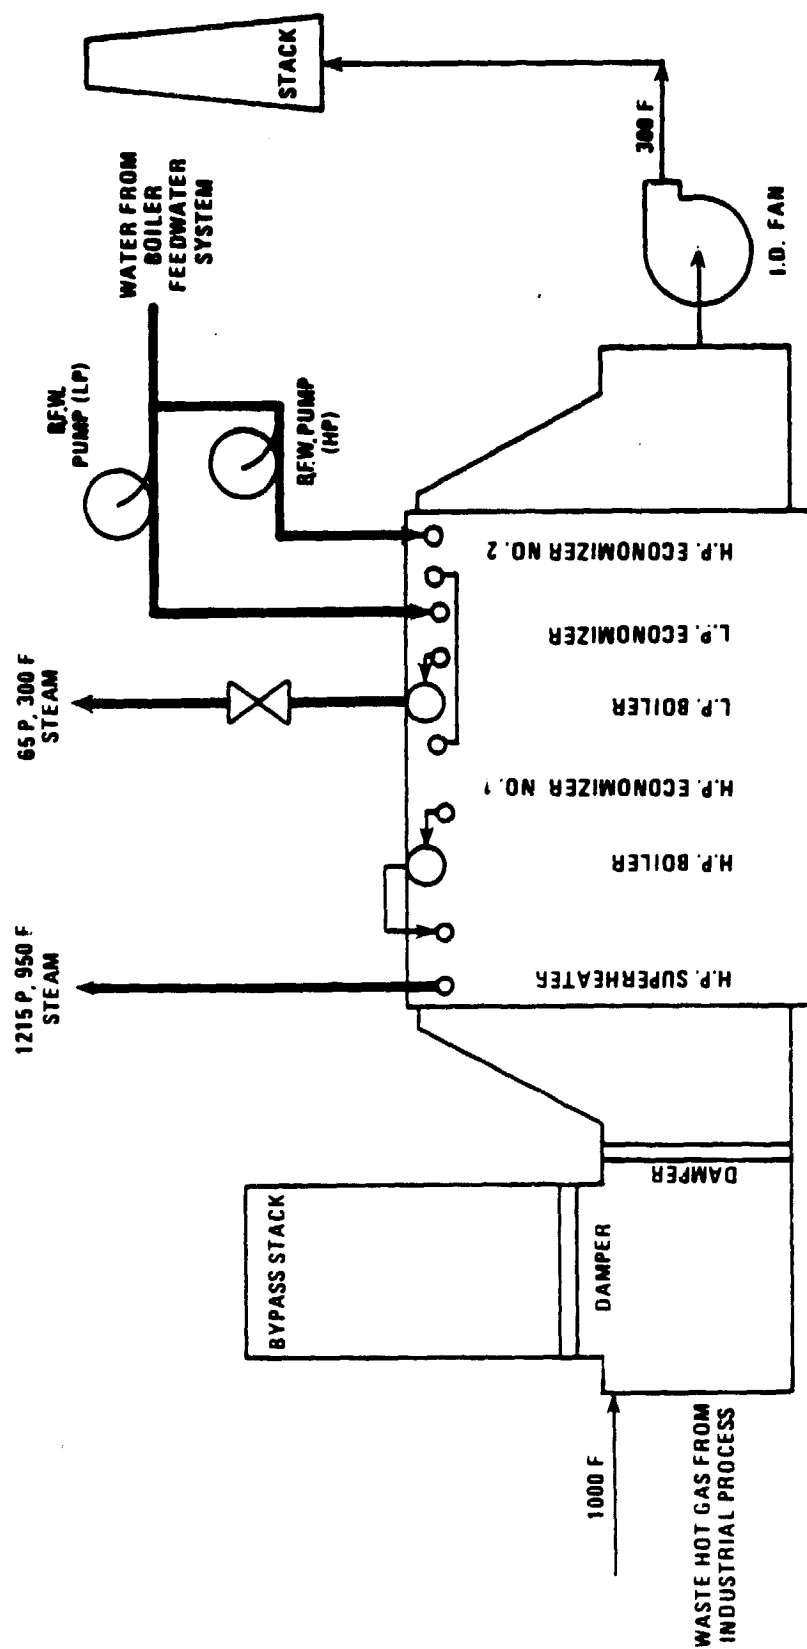 STACK
300 F
I.D. FAN
WATER FROM
BOILER
FEEDWATER
SYSTEM
B.F.W.
PUMP (LP)
B.F.W. PUMP
(HP)
65 P, 300 F
STEAM
1215 P, 950 F
STEAM
H.P. ECONOMIZER NO. 2
L.P. ECONOMIZER
L.P. BOILER
H.P. ECONOMIZER NO. 1
H.P. BOILER
H.P. SUPERHEATER
DAMPER
BYPASS STACK
DAMPER
1000 F
WASTE HOT GAS FROM
INDUSTRIAL PROCESS